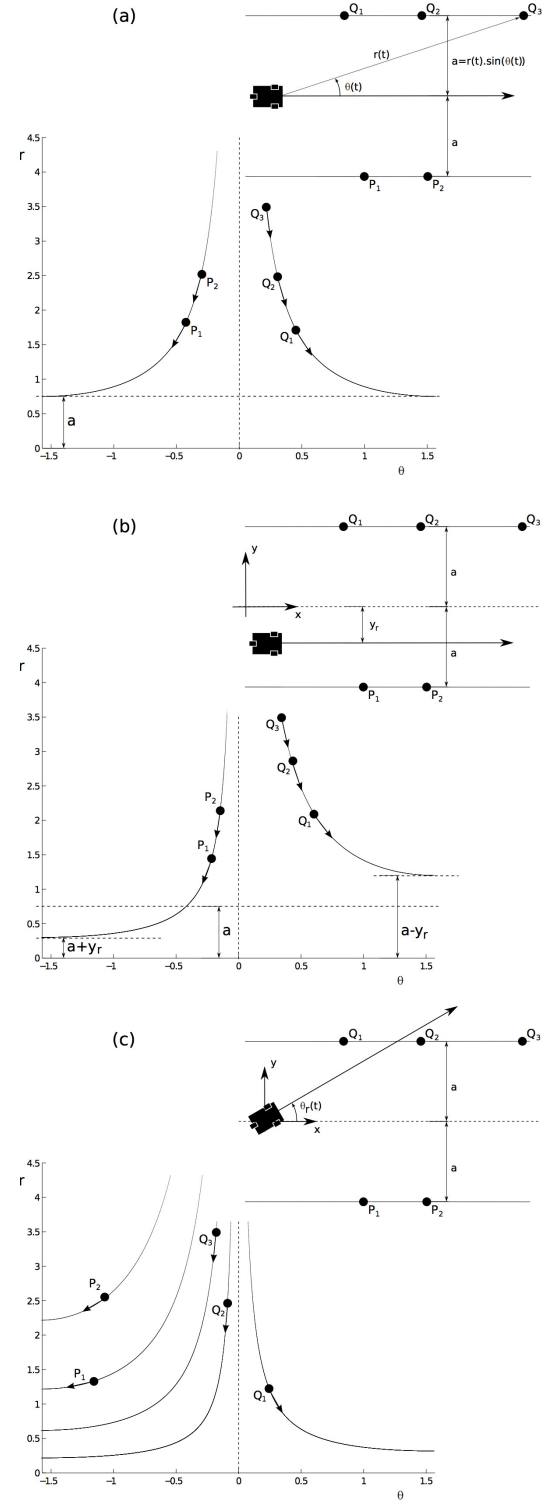 (a)
Q₁ Q₂ Q₃
r(t)
a=r(t).sin(θ(t))
θ(t)
a
P₁ P₂
r
4.5
4
3.5
3
2.5
2
1.5
1
0.5
0
Q₃
P₂
Q₂
P₁
Q₁
a
−1.5 −1 −0.5 0 0.5 1 1.5
θ
(b)
Q₁ Q₂ Q₃
y
a
x
yᵣ
a
P₁ P₂
r
4.5
4
3.5
3
2.5
2
1.5
1
0.5
0
Q₃
Q₂
P₂
Q₁
P₁
a+yᵣ
a
a-yᵣ
−1.5 −1 −0.5 0 0.5 1 1.5
θ
(c)
Q₁ Q₂ Q₃
y
a
θᵣ(t)
x
a
P₁ P₂
r
4.5
4
3.5
3
2.5
2
1.5
1
0.5
0
Q₃
P₂
Q₂
P₁
Q₁
−1.5 −1 −0.5 0 0.5 1 1.5
θ